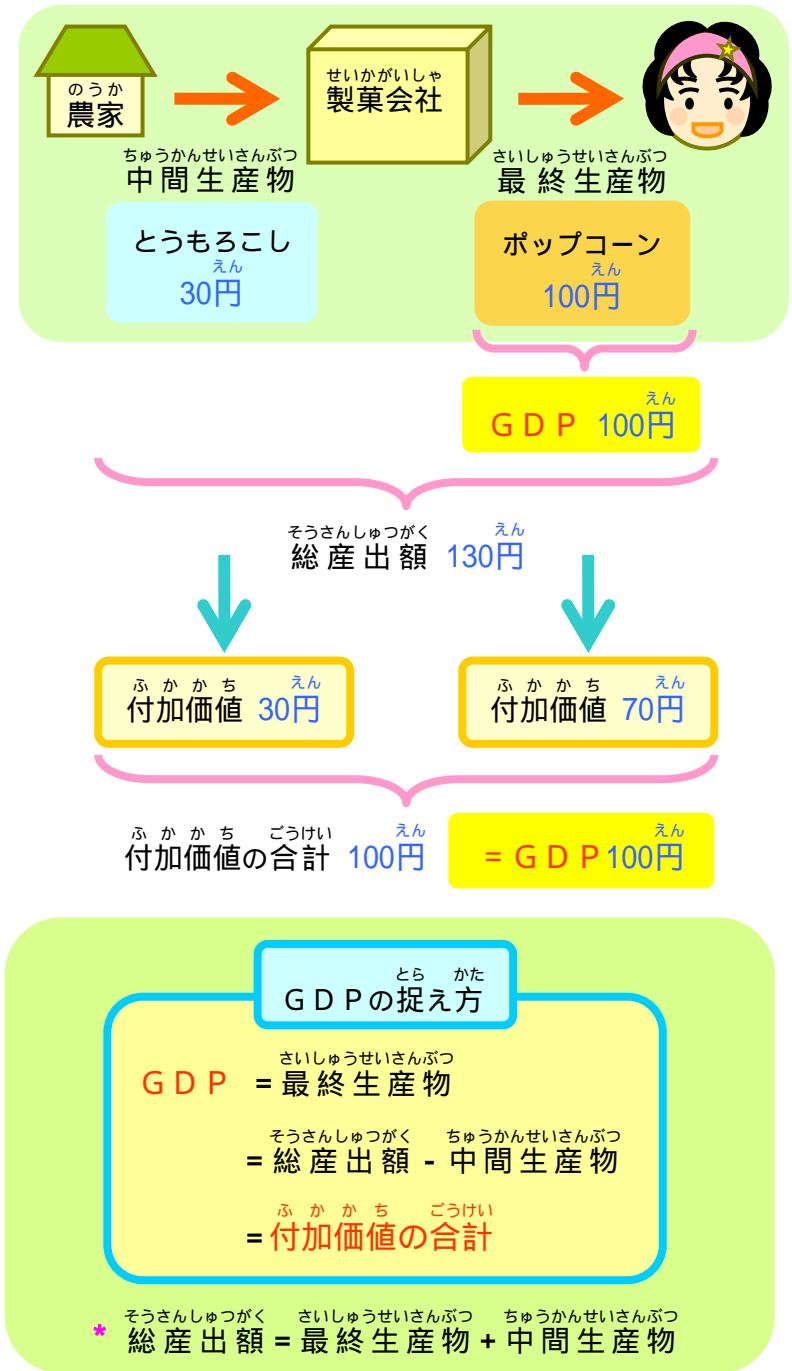 のうか
農家
せいかがいしゃ
製菓会社
ちゅうかんせいさんぶつ
中間生産物
さいしゅうせいさんぶつ
最終生産物
とうもろこし
えん
30円
ポップコーン
えん
100円
えん
ＧＤＰ 100円
そうさんしゅつがく えん
総産出額 130円
ふかかち えん
付加価値 30円
ふかかち えん
付加価値 70円
ふかかち ごうけい えん
付加価値の合計 100円
えん
=ＧＤＰ100円
とら かた
ＧＤＰの捉え方
さいしゅうせいさんぶつ
ＧＤＰ =最終生産物
そうさんしゅつがく ちゅうかんせいさんぶつ
=総産出額 - 中間生産物
ふかかち ごうけい
=付加価値の合計
そうさんしゅつがく さいしゅうせいさんぶつ ちゅうかんせいさんぶつ
* 総産出額=最終生産物+中間生産物